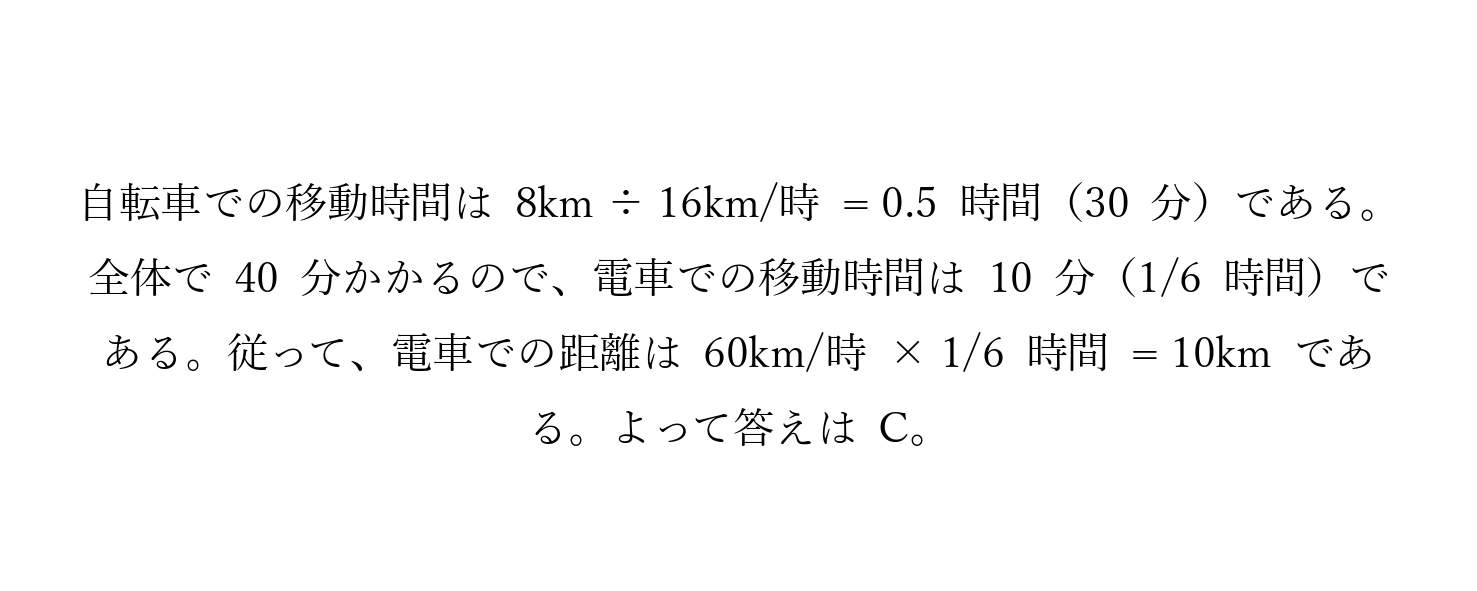 自転車での移動時間は 8km ÷ 16km/時 = 0.5 時間（30 分）である。
全体で 40 分かかるので、電車での移動時間は 10 分（1/6 時間）で
ある。従って、電車での距離は 60km/時 × 1/6 時間 = 10km であ
る。よって答えは C。